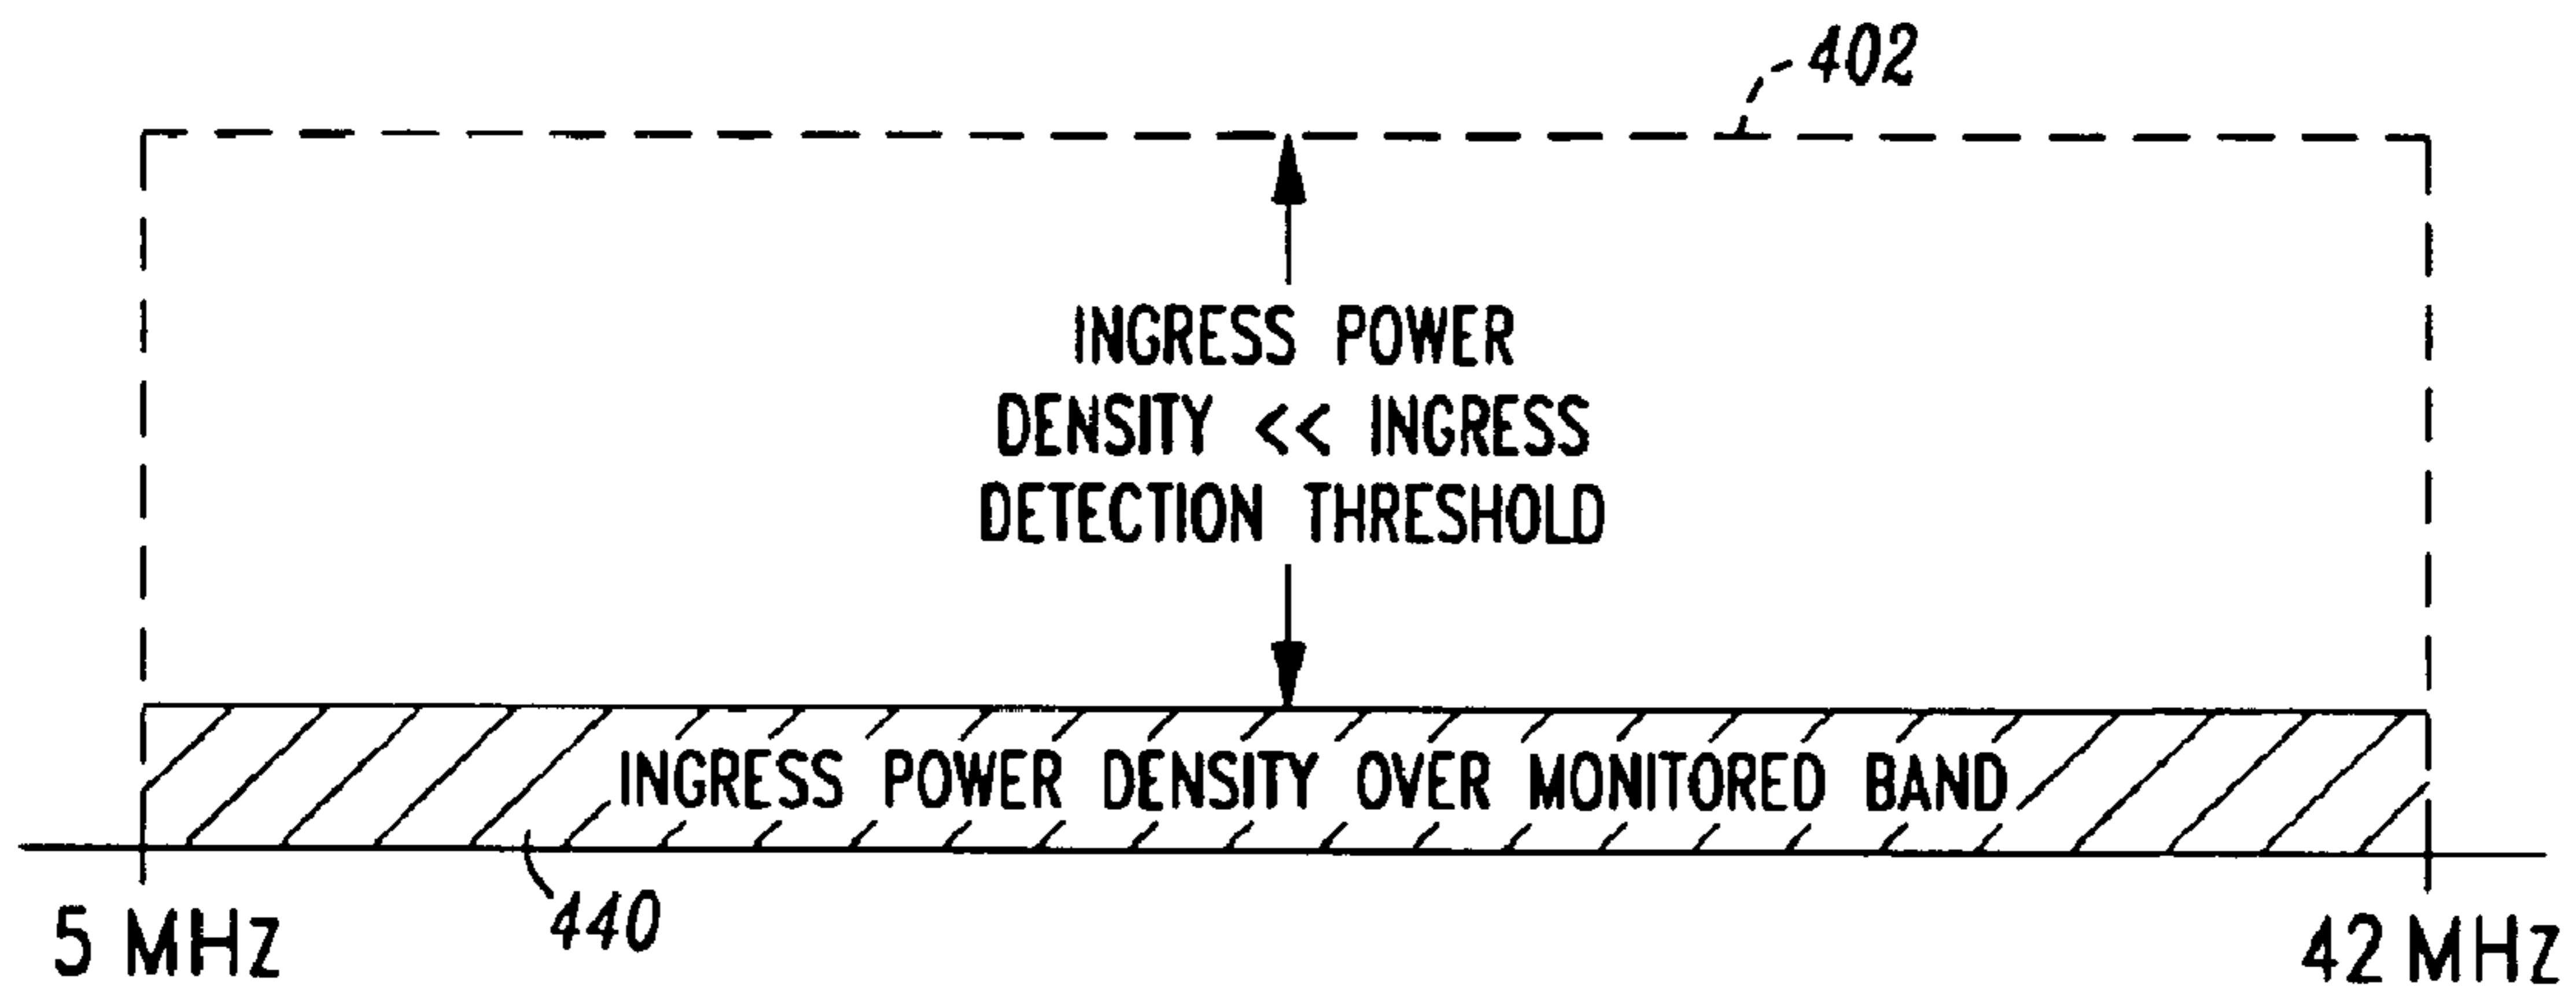 402
INGRESS POWER
DENSITY << INGRESS
DETECTION THRESHOLD
INGRESS POWER DENSITY OVER MONITORED BAND
440
5 MHz
42 MHz